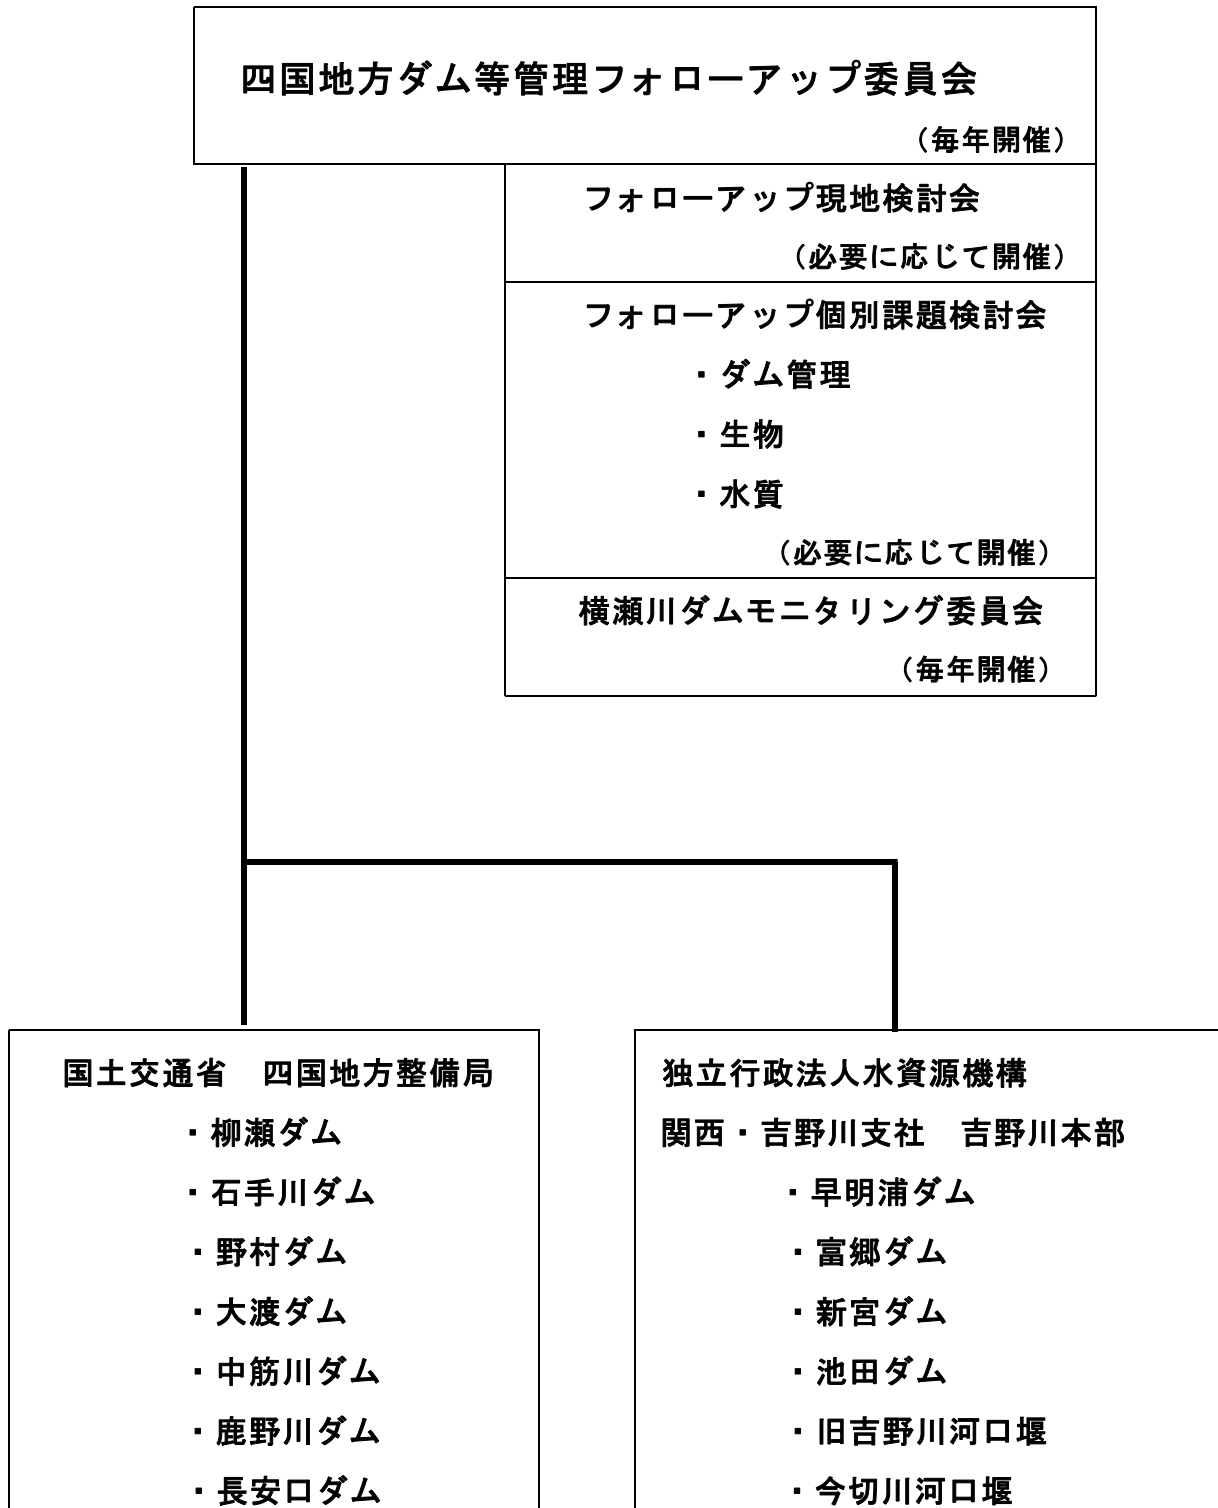 四国地方ダム等管理フォローアップ委員会
（毎年開催）
フォローアップ現地検討会
（必要に応じて開催）
フォローアップ個別課題検討会
・ダム管理
・生物
・水質
（必要に応じて開催）
横瀬川ダムモニタリング委員会
（毎年開催）
国土交通省　四国地方整備局
・柳瀬ダム
・石手川ダム
・野村ダム
・大渡ダム
・中筋川ダム
・鹿野川ダム
・長安口ダム
独立行政法人水資源機構
関西・吉野川支社　吉野川本部
・早明浦ダム
・富郷ダム
・新宮ダム
・池田ダム
・旧吉野川河口堰
・今切川河口堰